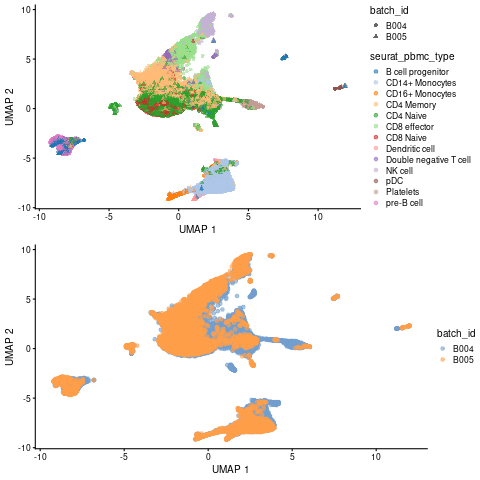 10
5
0
-5
-10
-10
-5
0
5
10
UMAP 1
UMAP 2
batch_id
B004
B005
seurat_pbmc_type
B cell progenitor
CD14+ Monocytes
CD16+ Monocytes
CD4 Memory
CD4 Naive
CD8 effector
CD8 Naive
Dendritic cell
Double negative T cell
NK cell
pDC
Platelets
pre-B cell
10
5
0
-5
-10
-10
-5
0
5
10
UMAP 1
UMAP 2
batch_id
B004
B005